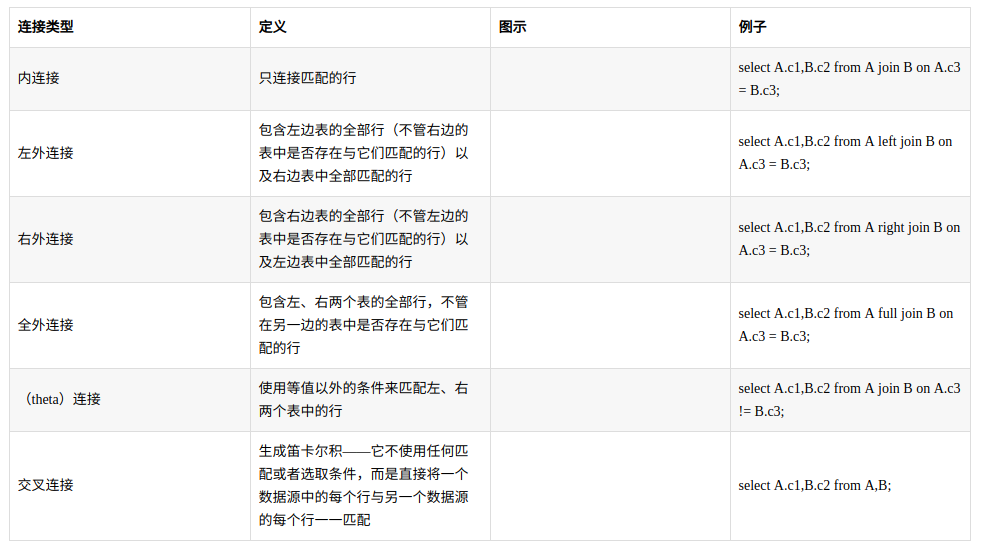 连接类型 定义 图示 例子
内连接
只连接匹配的行
select A.c1,B.c2 from A join B on A.c3
= B.c3;
左外连接
包含左边表的全部行（不管右边的
表中是否存在与它们匹配的行）以
及右边表中全部匹配的行
select A.c1,B.c2 from A left join B on
A.c3 = B.c3;
右外连接
包含右边表的全部行（不管左边的
表中是否存在与它们匹配的行）以
及左边表中全部匹配的行
select A.c1,B.c2 from A right join B on
A.c3 = B.c3;
全外连接
包含左、右两个表的全部行，不管
在另一边的表中是否存在与它们匹
配的行
select A.c1,B.c2 from A full join B on
A.c3 = B.c3;
（theta）连接
使用等值以外的条件来匹配左、右
两个表中的行
select A.c1,B.c2 from A join B on A.c3
!= B.c3;
交叉连接
生成笛卡尔积——它不使用任何匹
配或者选取条件，而是直接将一个
数据源中的每个行与另一个数据源
的每个行一一匹配
select A.c1,B.c2 from A,B;